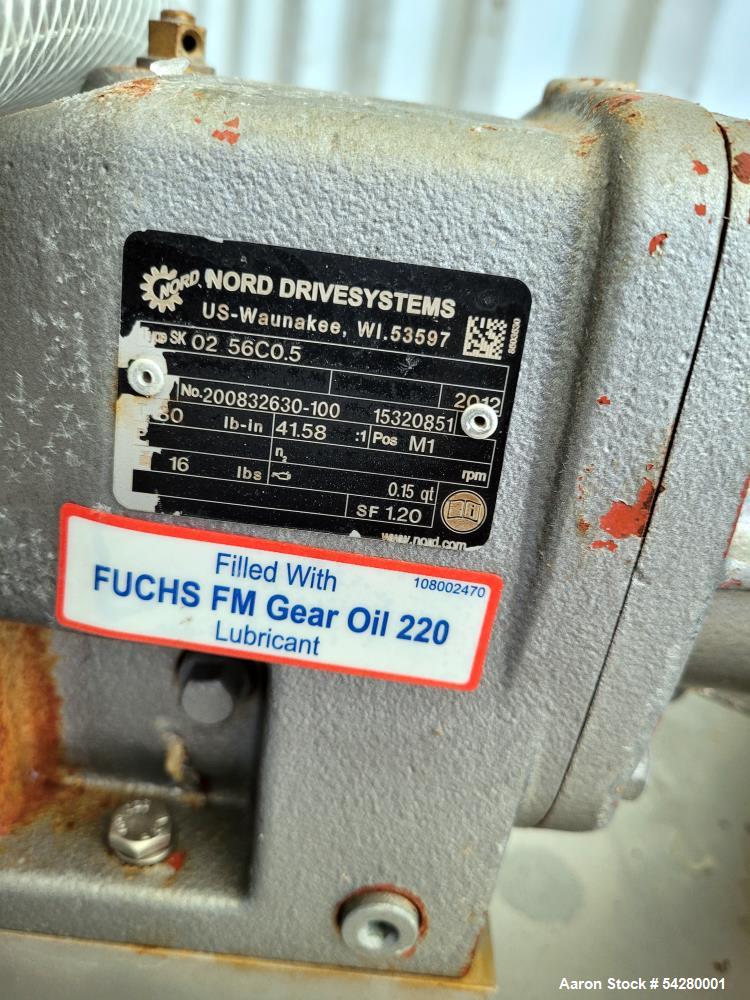 NORD
NORD DRIVESYSTEMS
US-Waunakee, WI.53597
SK 02 56C0.5
2012
No.200832630-100 15320851
lb-in 41.58 :1 Pos M1
n2 rpm
16 lbs 0.15 qt
SF 1.20
www.nord.com
Filled With 108002470
FUCHS FM Gear Oil 220
Lubricant
Aaron Stock # 54280001